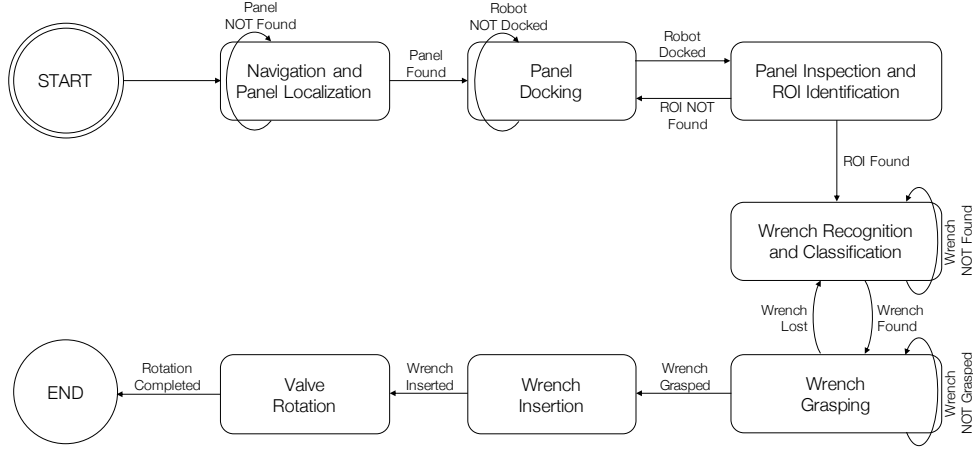 Panel
NOT Found
Robot
NOT Docked
START
Navigation and
Panel Localization
Panel
Found
Panel
Docking
Robot
Docked
ROI NOT
Found
Panel Inspection and
ROI Identification
ROI Found
Wrench Recognition
and Classification
Wrench
NOT Found
Wrench
Lost
Wrench
Found
END
Rotation
Completed
Valve
Rotation
Wrench
Inserted
Wrench
Insertion
Wrench
Grasped
Wrench
Grasping
Wrench
NOT Grasped